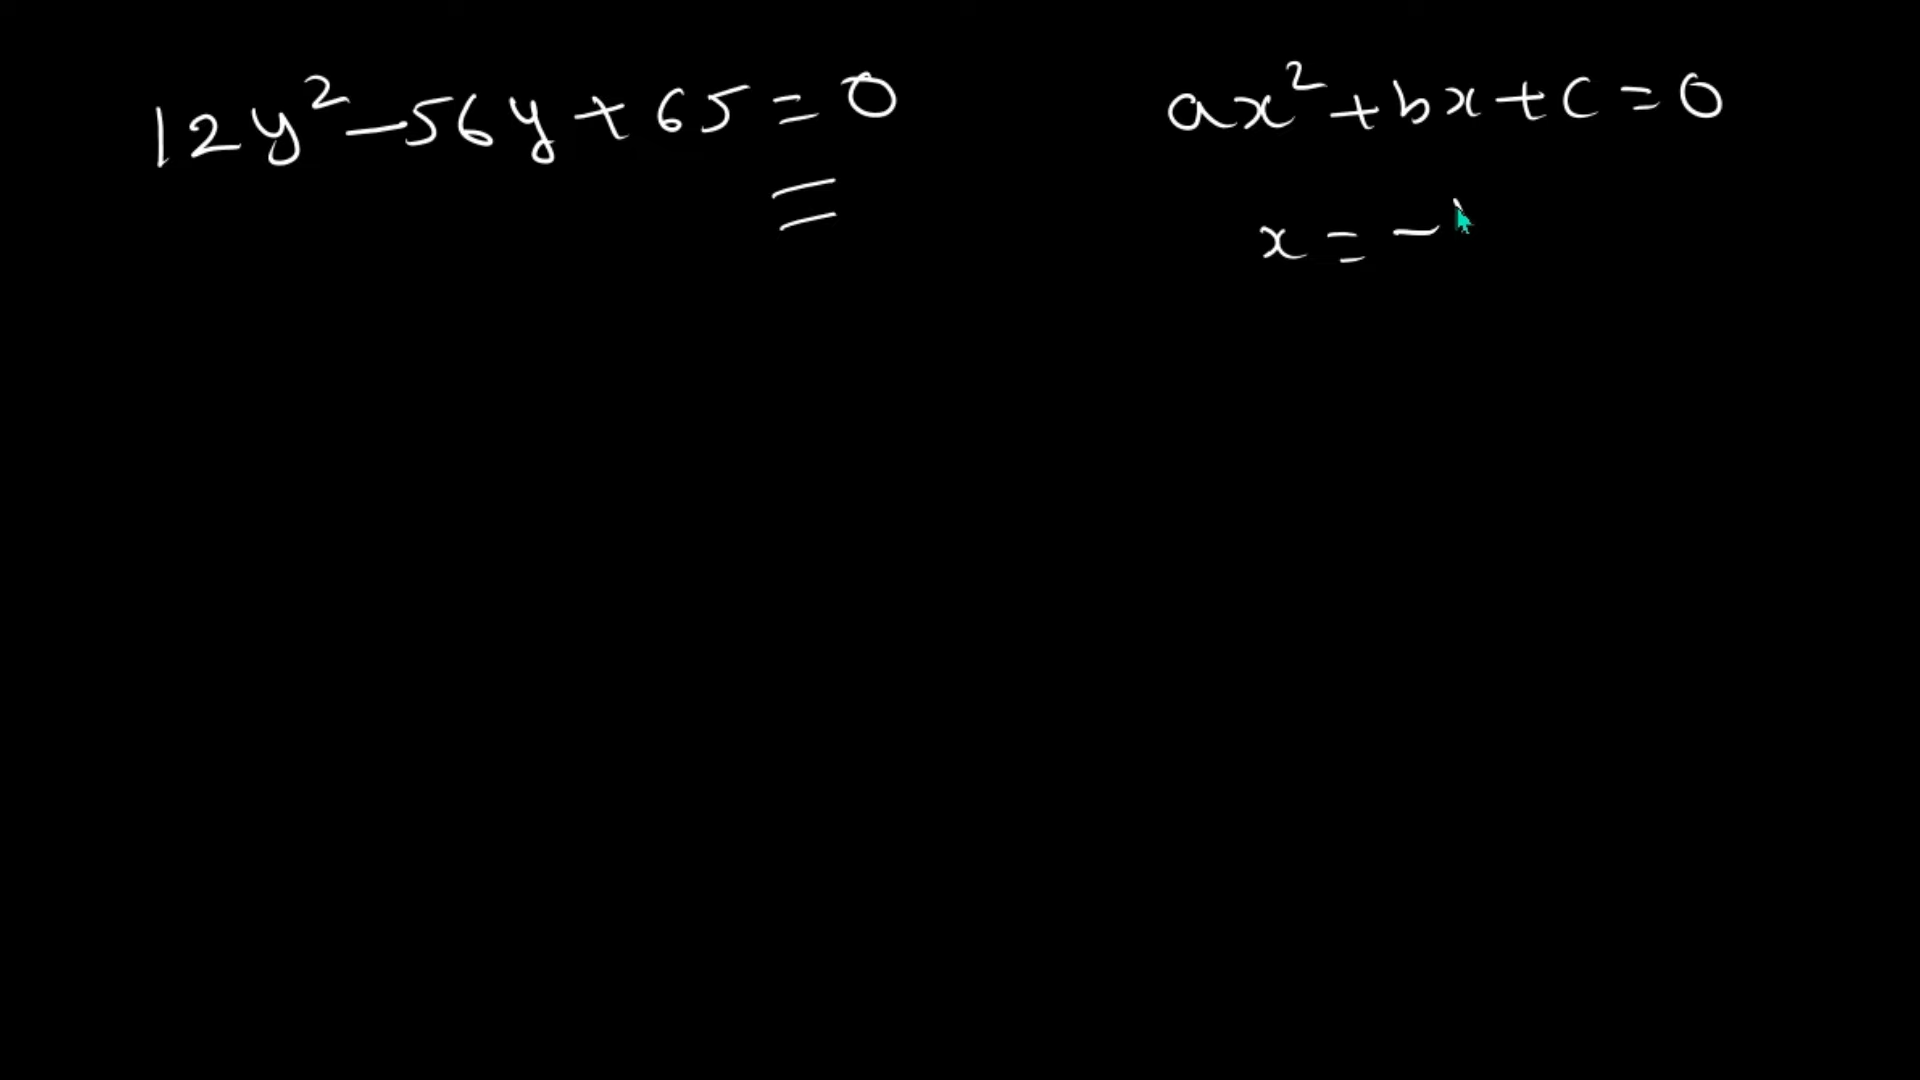 12y²-56y+65=0
ax²+bx+c=0
=
x=-